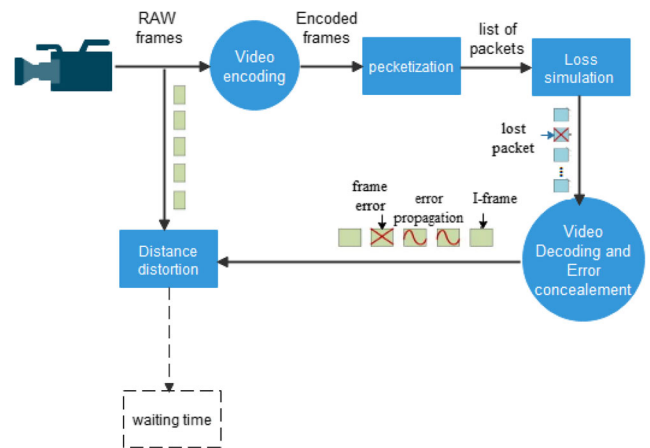 RAW
frames
Video
encoding
Encoded
frames
pecketization
list of
packets
Loss
simulation
lost
packet
frame
error
error
propagation
I-frame
Video
Decoding and
Error
concealement
Distance
distortion
waiting time